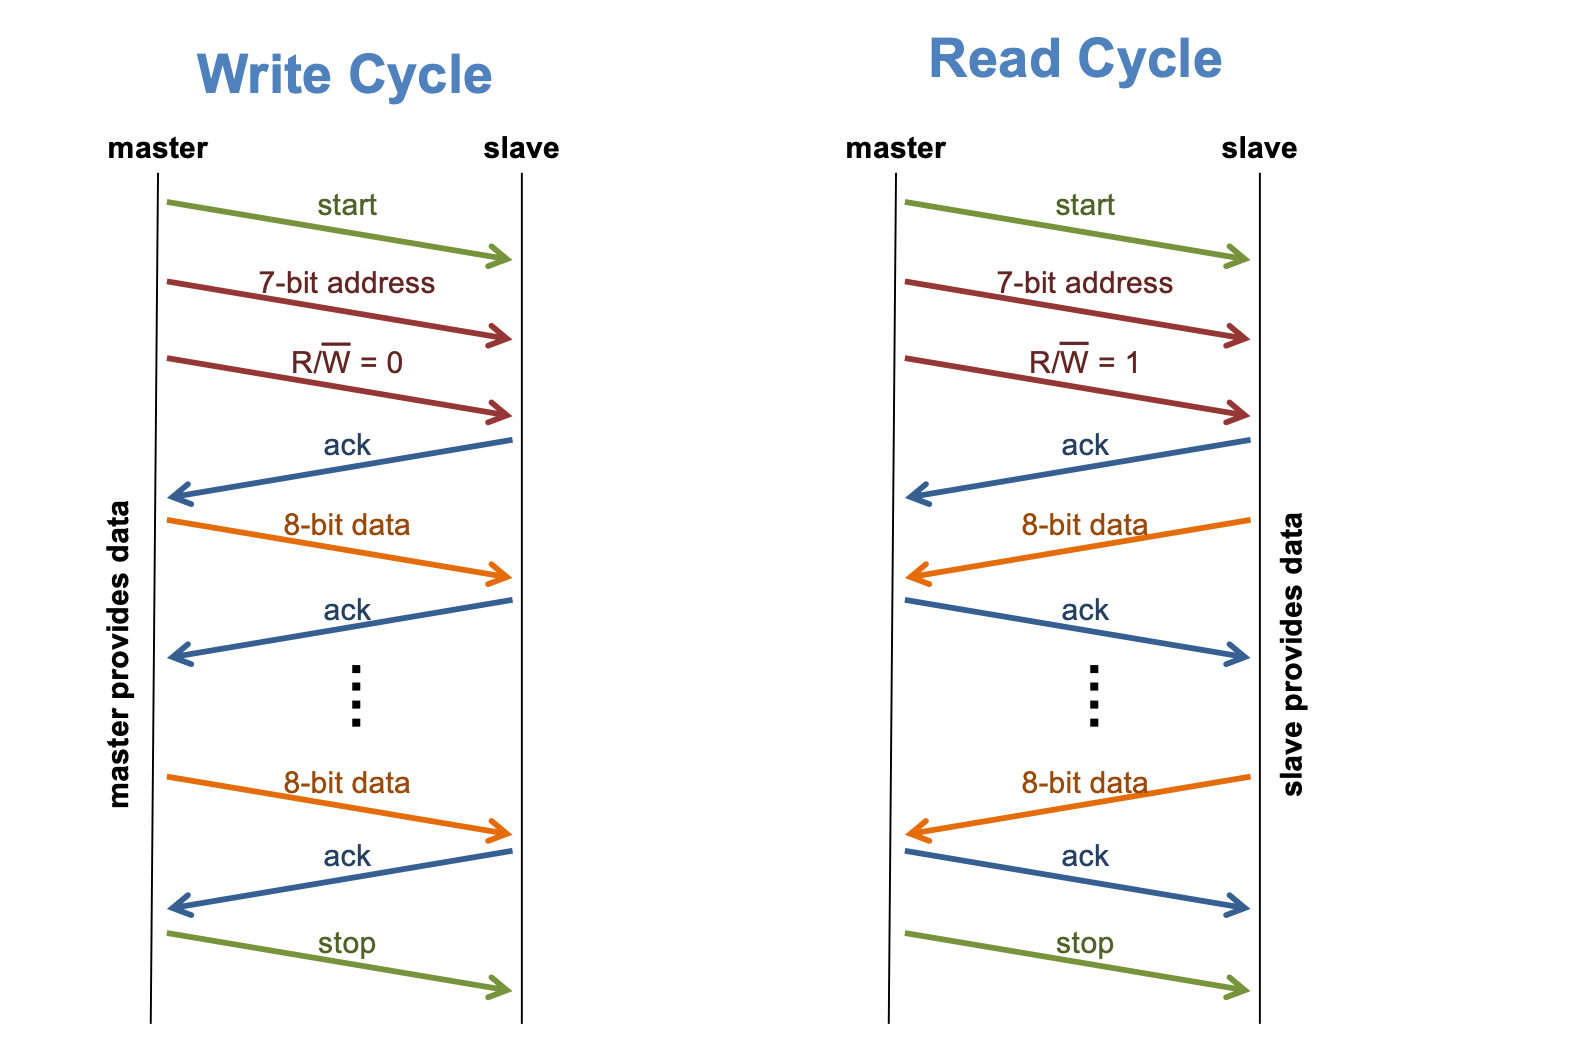 Write Cycle
master
slave
start
7-bit address
R/W̅ = 0
ack
8-bit data
ack
8-bit data
ack
stop
master provides data
Read Cycle
master
slave
start
7-bit address
R/W̅ = 1
ack
8-bit data
ack
8-bit data
ack
stop
slave provides data